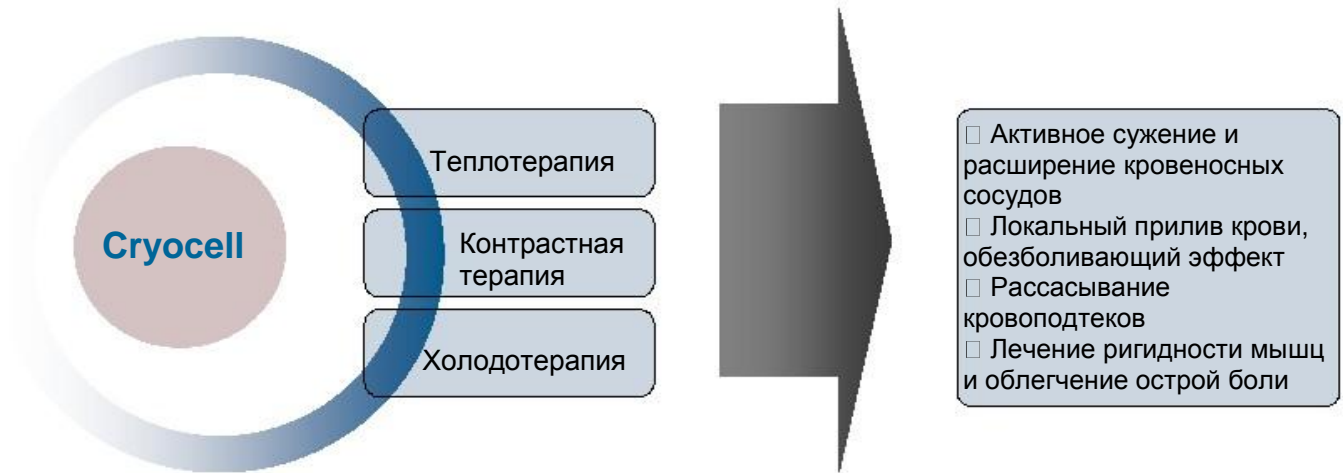 Cryocell
Теплотерапия
Контрастная
терапия
Холодотерапия
□ Активное сужение и
расширение кровеносных
сосудов
□ Локальный прилив крови,
обезболивающий эффект
□ Рассасывание
кровоподтеков
□ Лечение ригидности мышц
и облегчение острой боли